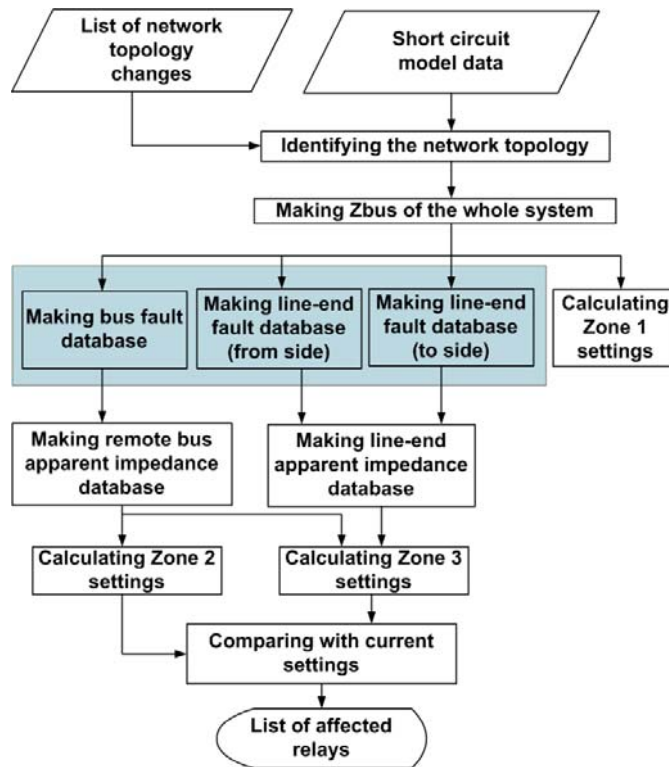 List of network
topology
changes
Short circuit
model data
Identifying the network topology
Making Zbus of the whole system
Making bus fault
database
Making line-end
fault database
(from side)
Making line-end
fault database
(to side)
Calculating
Zone 1
settings
Making remote bus
apparent impedance
database
Making line-end
apparent impedance
database
Calculating Zone 2
settings
Calculating Zone 3
settings
Comparing with current
settings
List of affected
relays